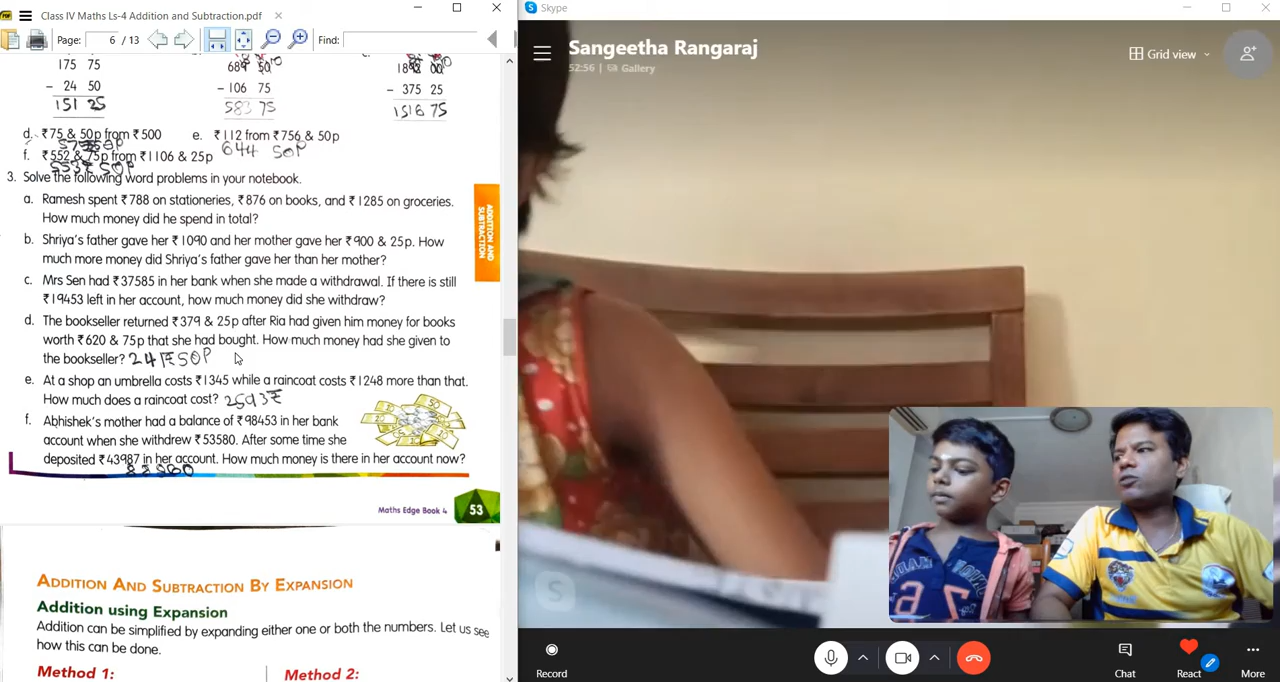 Class IV Maths Ls-4 Addition and Subtraction.pdf
Page: 6 / 13
Find:
175 75
- 24 50
151 25
689 50
- 106 75
583 75
1892 00
- 375 25
1516 75
d. ₹75 & 50p from ₹500
e. ₹112 from ₹756 & 50p
644 50P
f. ₹552 & 75p from ₹1106 & 25p
553₹ 50P
3. Solve the following word problems in your notebook.
a. Ramesh spent ₹788 on stationeries, ₹876 on books, and ₹1285 on groceries.
How much money did he spend in total?
b. Shriya's father gave her ₹1090 and her mother gave her ₹900 & 25p. How
much more money did Shriya's father gave her than her mother?
c. Mrs Sen had ₹37585 in her bank when she made a withdrawal. If there is still
₹19453 left in her account, how much money did she withdraw?
d. The bookseller returned ₹379 & 25p after Ria had given him money for books
worth ₹620 & 75p that she had bought. How much money had she given to
the bookseller? 241₹50P
e. At a shop an umbrella costs ₹1345 while a raincoat costs ₹1248 more than that.
How much does a raincoat cost? 2593₹
f. Abhishek's mother had a balance of ₹98453 in her bank
account when she withdrew ₹53580. After some time she
deposited ₹43987 in her account. How much money is there in her account now?
ADDITION AND
SUBTRACTION
Maths Edge Book 4
53
ADDITION AND SUBTRACTION BY EXPANSION
Addition using Expansion
Addition can be simplified by expanding either one or both the numbers. Let us see
how this can be done.
Method 1:
Method 2:
Skype
Sangeetha Rangaraj
52:56 | Gallery
Grid view
Record
Chat
React
More